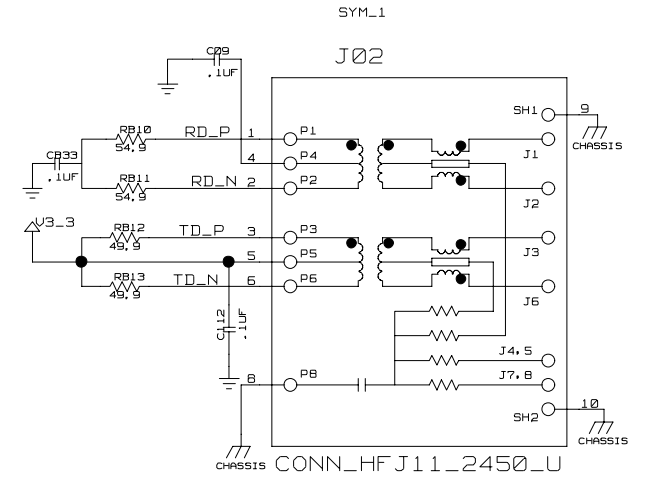 SYM_1
C09
.1UF
J02
SH1
9
CHASSIS
RB10
54.9
RD_P
1
P1
J1
CB33
.1UF
4
P4
RB11
54.9
RD_N
2
P2
J2
V3_3
RB12
49.9
TD_P
3
P3
J3
5
P5
RB13
49.9
TD_N
6
P6
J6
C112
.1UF
J4,5
8
P8
J7,8
10
SH2
CHASSIS
CHASSIS
CONN_HFJ11_2450_U